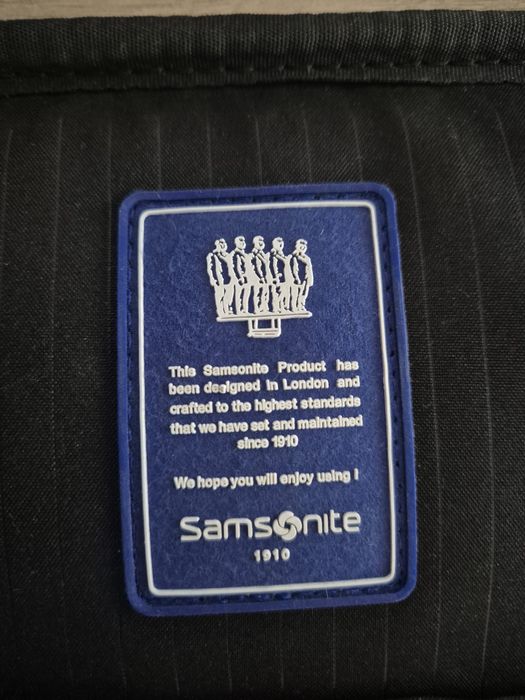 This Samsonite Product has
been designed in London and
crafted to the highest standards
that we have set and maintained
since 1910
We hope you will enjoy using !
Samsonite
1910